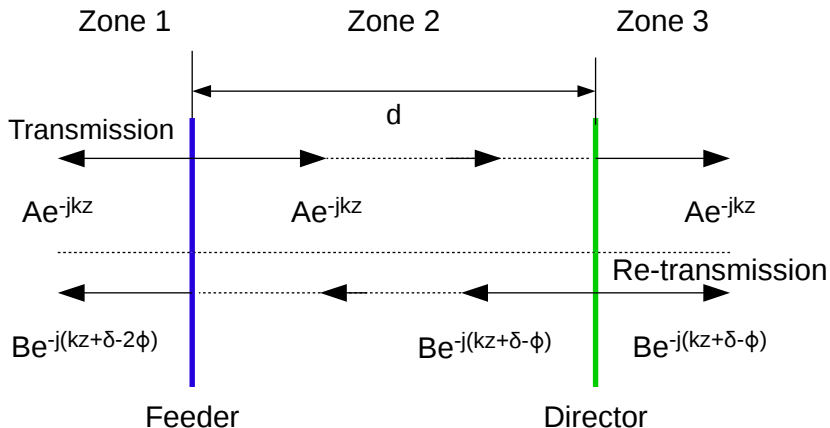 Zone 1 Zone 2 Zone 3
d
Transmission
Ae^-jkz Ae^-jkz Ae^-jkz
Re-transmission
Be^-j(kz+δ-2ϕ) Be^-j(kz+δ-ϕ) Be^-j(kz+δ-ϕ)
Feeder Director